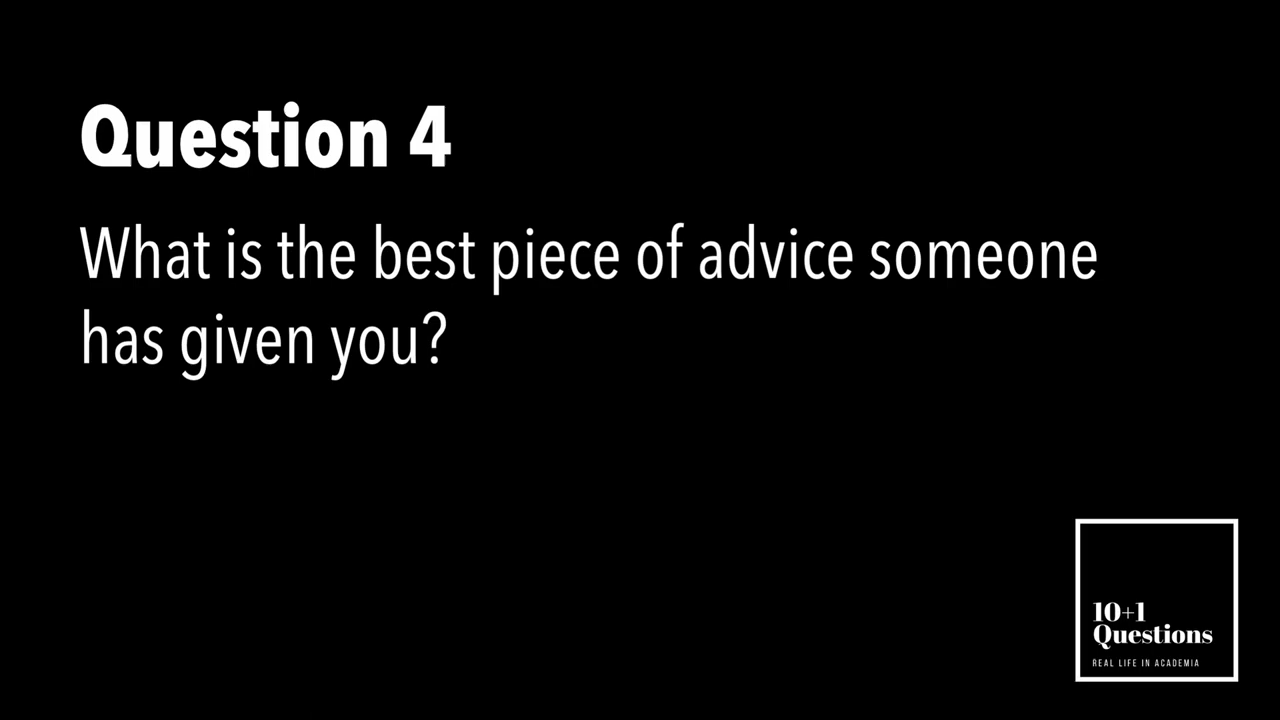 Question 4
What is the best piece of advice someone
has given you?
10+1
Questions
REAL LIFE IN ACADEMIA